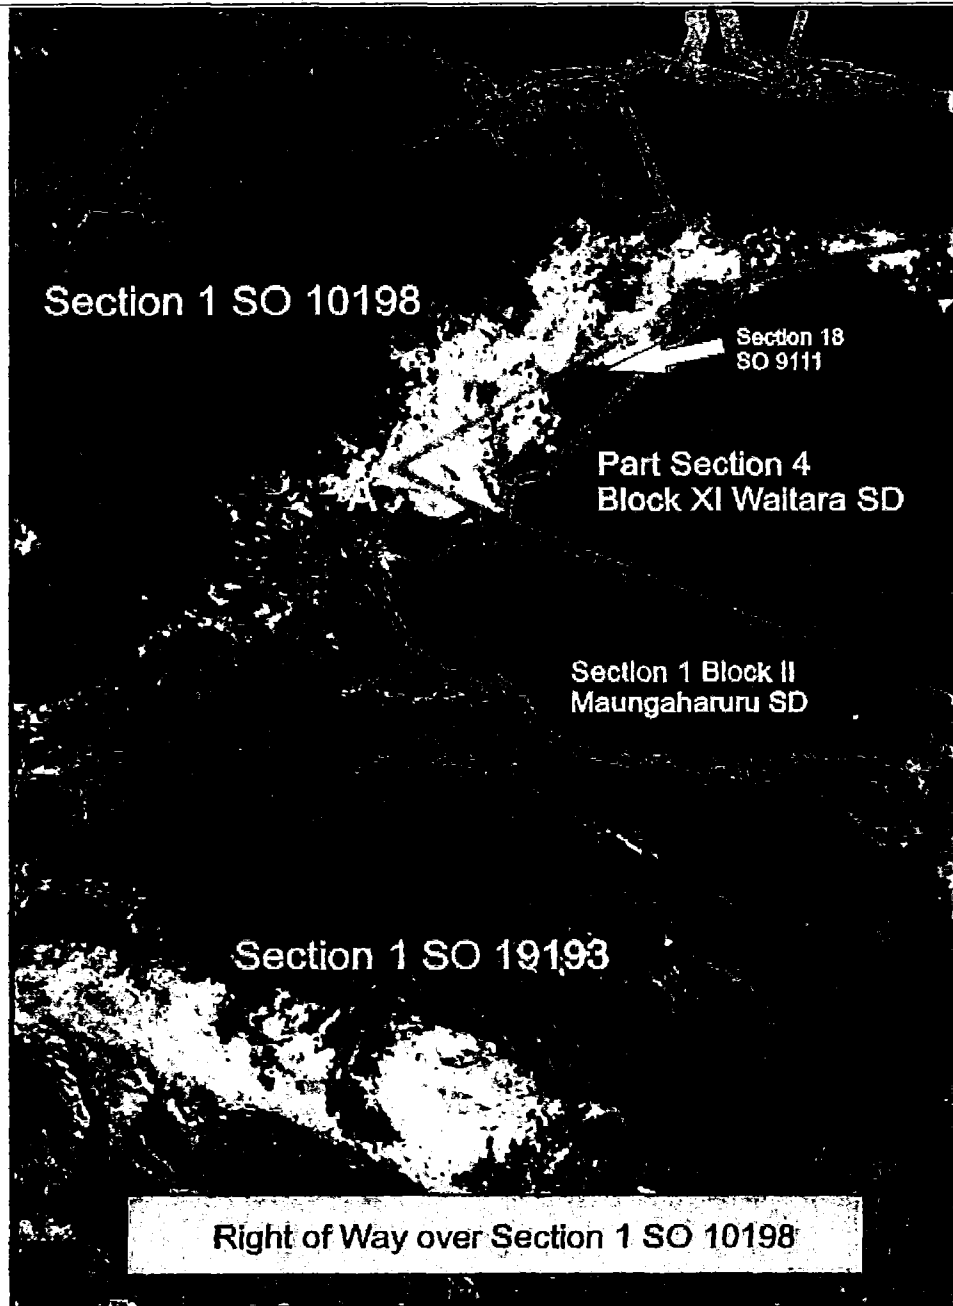 Section 1 SO 10198
Section 18
SO 9111
Part Section 4
Block XI Waitara SD
A
Section 1 Block II
Maungaharuru SD
Section 1 SO 19193
Right of Way over Section 1 SO 10198